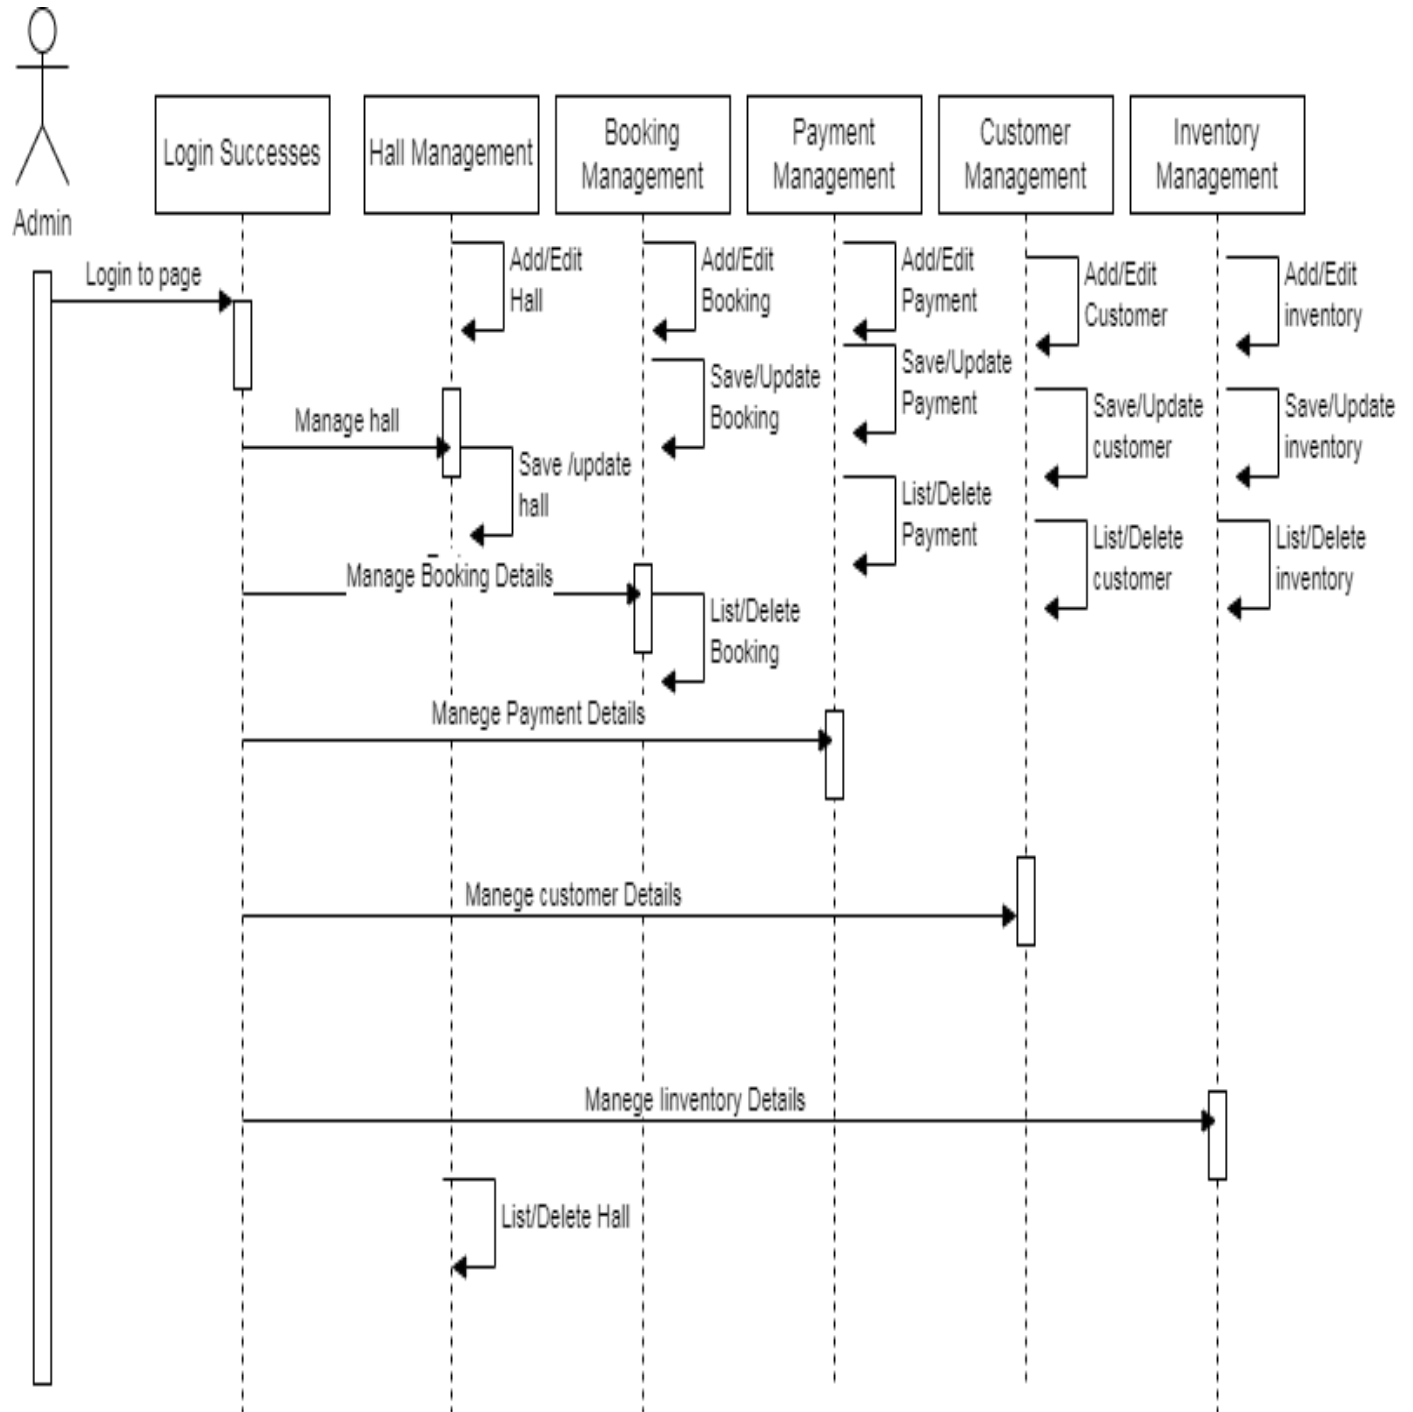 Admin
Login Successes
Hall Management
Booking
Management
Payment
Management
Customer
Management
Inventory
Management
Login to page
Add/Edit
Hall
Add/Edit
Booking
Add/Edit
Payment
Add/Edit
Customer
Add/Edit
inventory
Save/Update
Booking
Save/Update
Payment
Save/Update
customer
Save/Update
inventory
Manage hall
Save /update
hall
List/Delete
Payment
List/Delete
customer
List/Delete
inventory
Manage Booking Details
List/Delete
Booking
Manege Payment Details
Manege customer Details
Manege Iinventory Details
List/Delete Hall